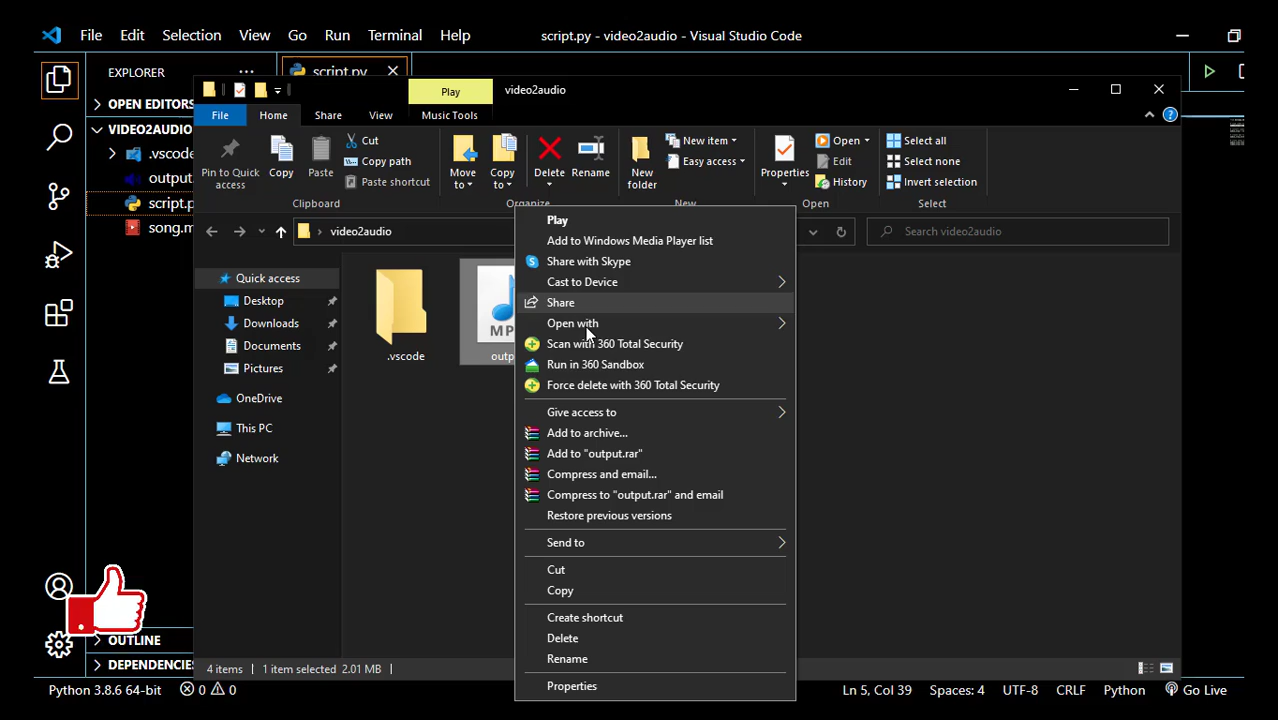 File Edit Selection View Go Run Terminal Help
script.py - video2audio - Visual Studio Code
EXPLORER
script.py
OPEN EDITORS
VIDEO2AUDIO
.vscode
output
script.p
song.m
OUTLINE
DEPENDENCIES
Play
video2audio
File Home Share View Music Tools
Pin to Quick access
Copy
Paste
Cut
Copy path
Paste shortcut
Clipboard
Move to
Copy to
Delete
Rename
Organize
New folder
New item
Easy access
New
Properties
Open
Edit
History
Open
Select all
Select none
Invert selection
Select
video2audio
Search video2audio
Quick access
Desktop
Downloads
Documents
Pictures
OneDrive
This PC
Network
.vscode
MP
outp
Play
Add to Windows Media Player list
Share with Skype
Cast to Device
Share
Open with
Scan with 360 Total Security
Run in 360 Sandbox
Force delete with 360 Total Security
Give access to
Add to archive...
Add to "output.rar"
Compress and email...
Compress to "output.rar" and email
Restore previous versions
Send to
Cut
Copy
Create shortcut
Delete
Rename
Properties
4 items 1 item selected 2.01 MB
Python 3.8.6 64-bit 0 0 Ln 5, Col 39 Spaces: 4 UTF-8 CRLF Python Go Live